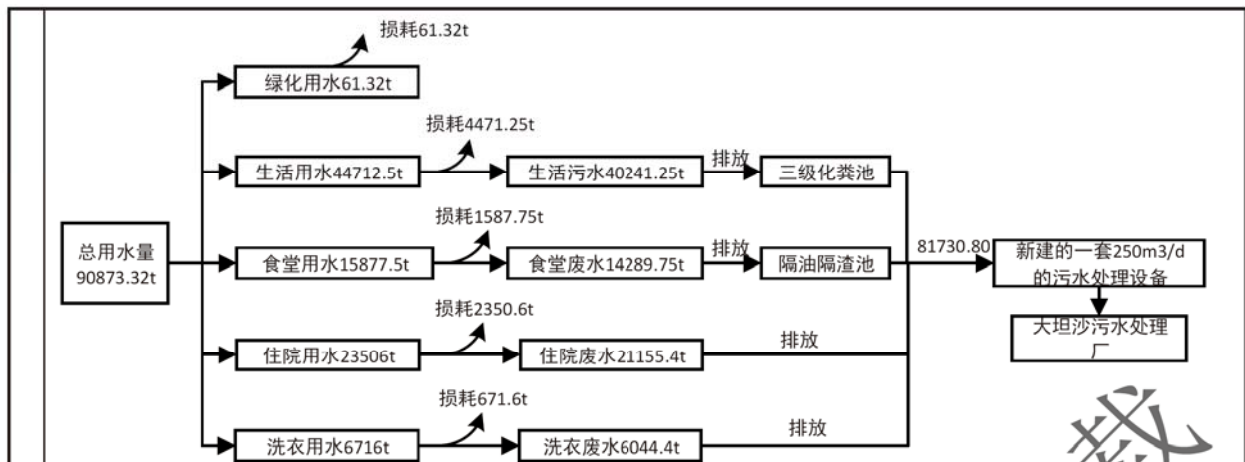 损耗61.32t
绿化用水61.32t
损耗4471.25t
生活用水44712.5t
生活污水40241.25t
排放
三级化粪池
总用水量
90873.32t
损耗1587.75t
食堂用水15877.5t
食堂废水14289.75t
排放
隔油隔渣池
81730.80
新建的一套250m3/d
的污水处理设备
大坦沙污水处理
厂
损耗2350.6t
住院用水23506t
住院废水21155.4t
排放
损耗671.6t
洗衣用水6716t
洗衣废水6044.4t
排放
载